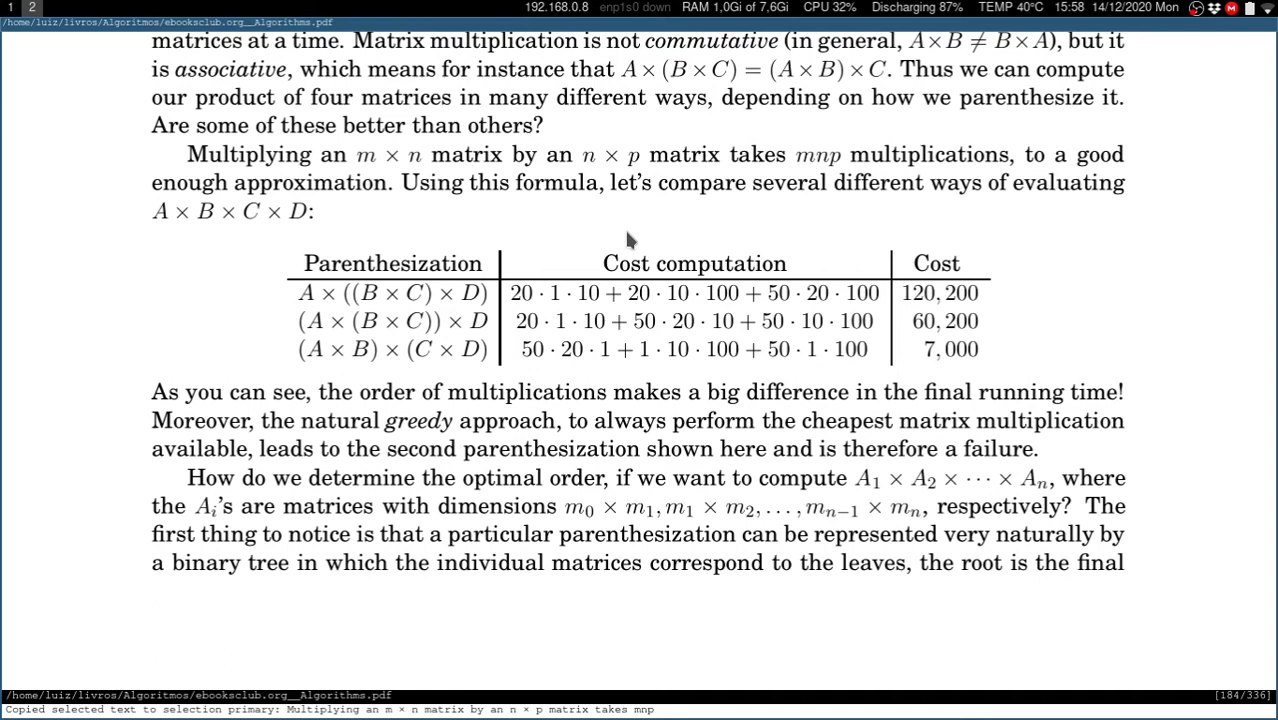 1 2 192.168.0.8 enp1s0 down RAM 1,0Gi of 7,6Gi CPU 32% Discharging 87% TEMP 40°C 15:58 14/12/2020 Mon
/home/luiz/livros/Algoritmos/ebooksclub.org__Algorithms.pdf
matrices at a time. Matrix multiplication is not commutative (in general, A×B ≠ B×A), but it
is associative, which means for instance that A × (B × C) = (A × B) × C. Thus we can compute
our product of four matrices in many different ways, depending on how we parenthesize it.
Are some of these better than others?
Multiplying an m × n matrix by an n × p matrix takes mnp multiplications, to a good
enough approximation. Using this formula, let's compare several different ways of evaluating
A × B × C × D:
Parenthesization Cost computation Cost
A × ((B × C) × D) 20 · 1 · 10 + 20 · 10 · 100 + 50 · 20 · 100 120, 200
(A × (B × C)) × D 20 · 1 · 10 + 50 · 20 · 10 + 50 · 10 · 100 60, 200
(A × B) × (C × D) 50 · 20 · 1 + 1 · 10 · 100 + 50 · 1 · 100 7, 000
As you can see, the order of multiplications makes a big difference in the final running time!
Moreover, the natural greedy approach, to always perform the cheapest matrix multiplication
available, leads to the second parenthesization shown here and is therefore a failure.
How do we determine the optimal order, if we want to compute A₁ × A₂ × ··· × Aₙ, where
the Aᵢ's are matrices with dimensions m₀ × m₁, m₁ × m₂, . . . , mₙ₋₁ × mₙ, respectively? The
first thing to notice is that a particular parenthesization can be represented very naturally by
a binary tree in which the individual matrices correspond to the leaves, the root is the final
/home/luiz/livros/Algoritmos/ebooksclub.org__Algorithms.pdf [184/336]
Copied selected text to selection primary: Multiplying an m × n matrix by an n × p matrix takes mnp